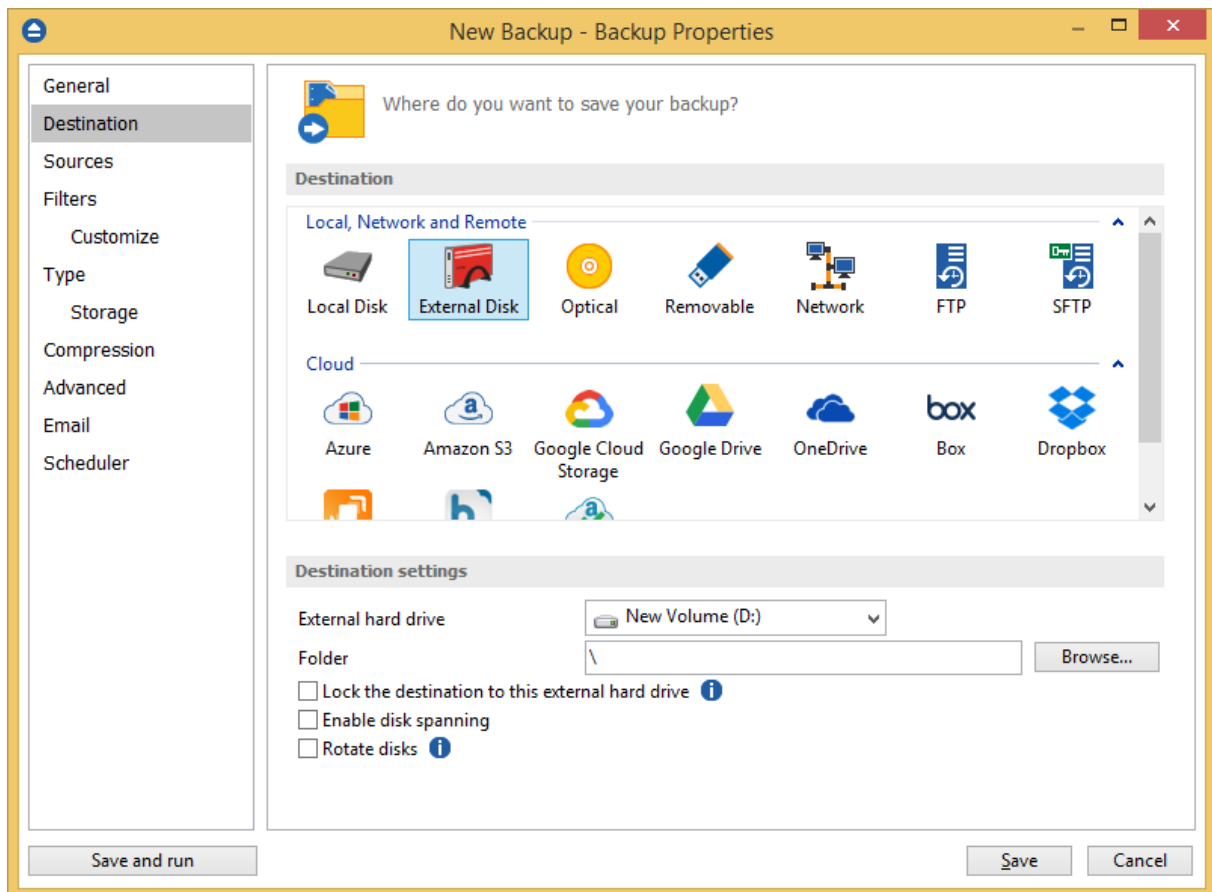 New Backup - Backup Properties
General
Destination
Sources
Filters
Customize
Type
Storage
Compression
Advanced
Email
Scheduler
Where do you want to save your backup?
Destination
Local, Network and Remote
Local Disk External Disk Optical Removable Network FTP SFTP
Cloud
a
box
Azure Amazon S3 Google Cloud Google Drive OneDrive Box Dropbox
Storage
h a
Destination settings
External hard drive New Volume (D:)
Folder \ Browse...
Lock the destination to this external hard drive i
Enable disk spanning
Rotate disks i
Save and run Save Cancel